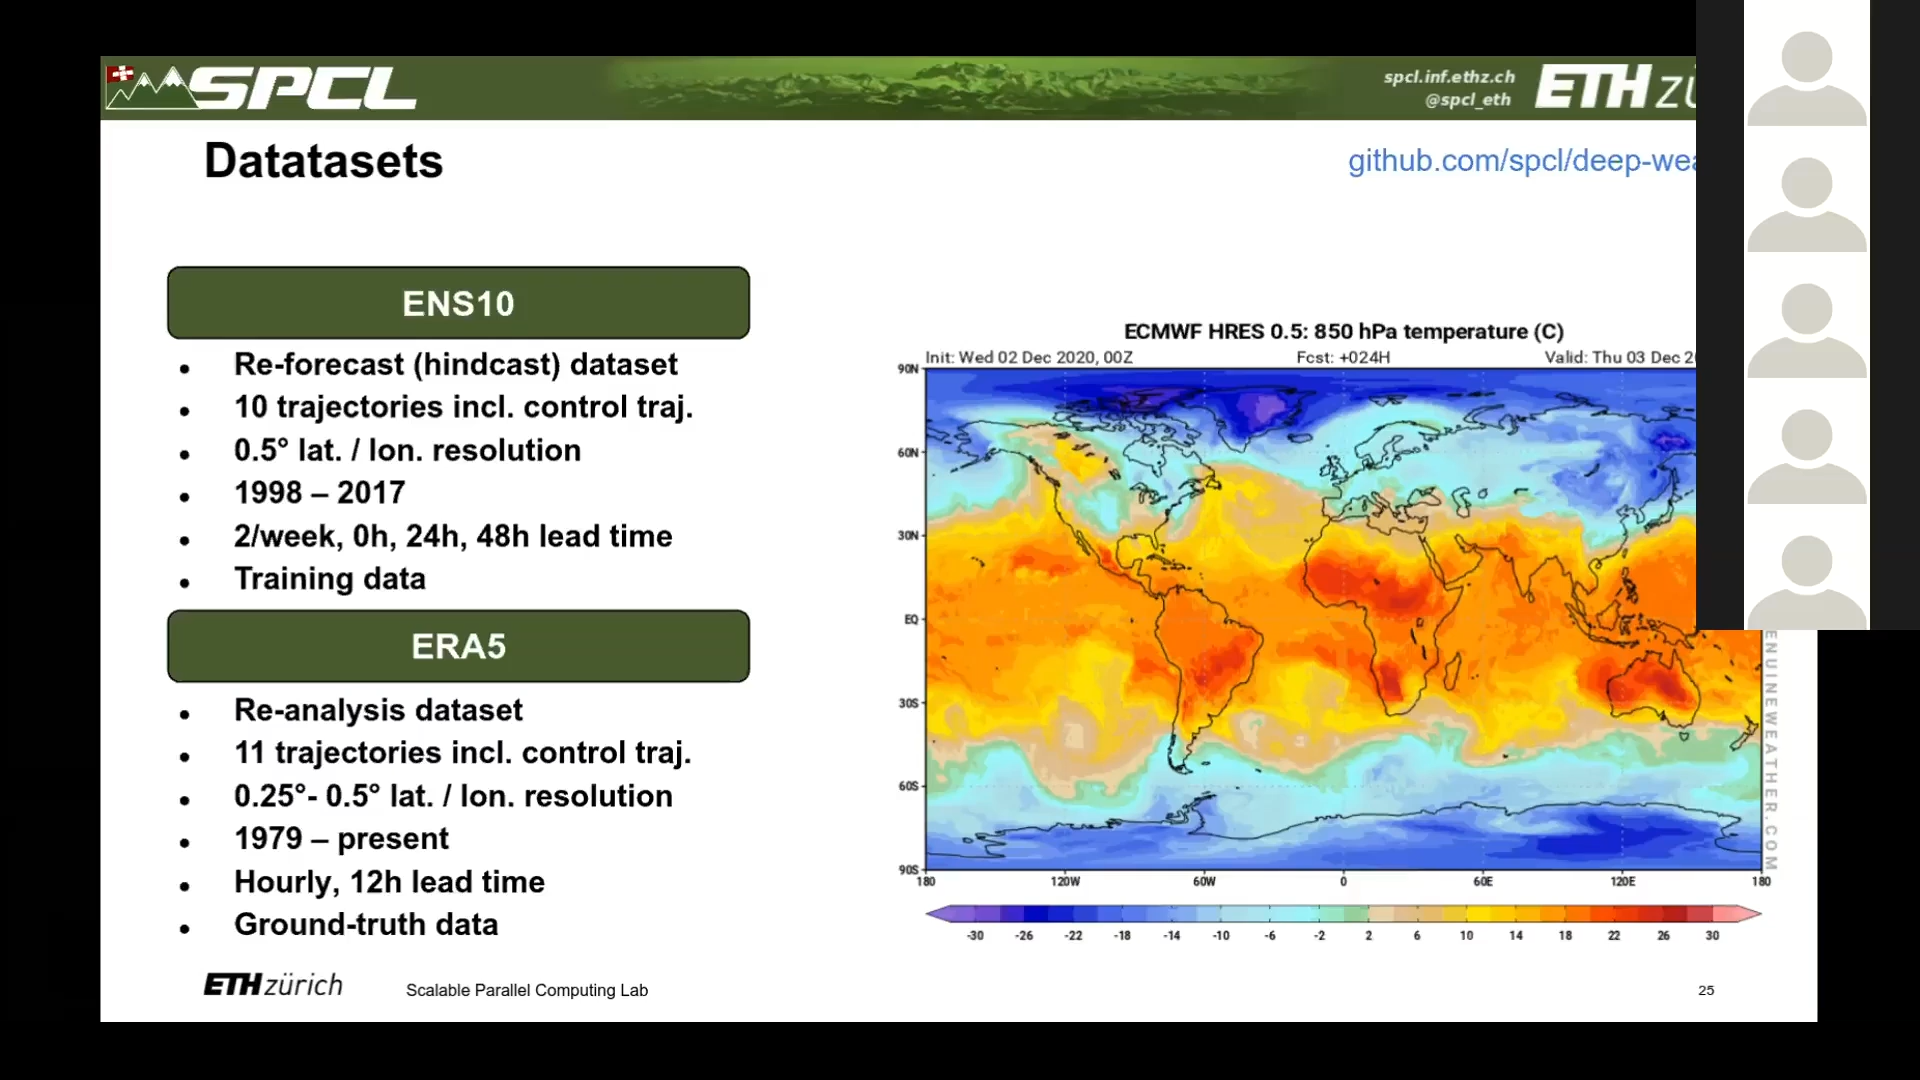 SPCL
spcl.inf.ethz.ch
@spcl_eth
ETH zü
Datatasets
github.com/spcl/deep-wea
ENS10
• Re-forecast (hindcast) dataset
• 10 trajectories incl. control traj.
• 0.5° lat. / lon. resolution
• 1998 – 2017
• 2/week, 0h, 24h, 48h lead time
• Training data
ERA5
• Re-analysis dataset
• 11 trajectories incl. control traj.
• 0.25°- 0.5° lat. / lon. resolution
• 1979 – present
• Hourly, 12h lead time
• Ground-truth data
ECMWF HRES 0.5: 850 hPa temperature (C)
Init: Wed 02 Dec 2020, 00Z Fcst: +024H Valid: Thu 03 Dec 20
90N
60N
30N
EQ
30S
60S
90S
180 120W 60W 0 60E 120E 180
-30 -26 -22 -18 -14 -10 -6 -2 2 6 10 14 18 22 26 30
ENUINEWEATHER.COM
ETH zürich
Scalable Parallel Computing Lab
25